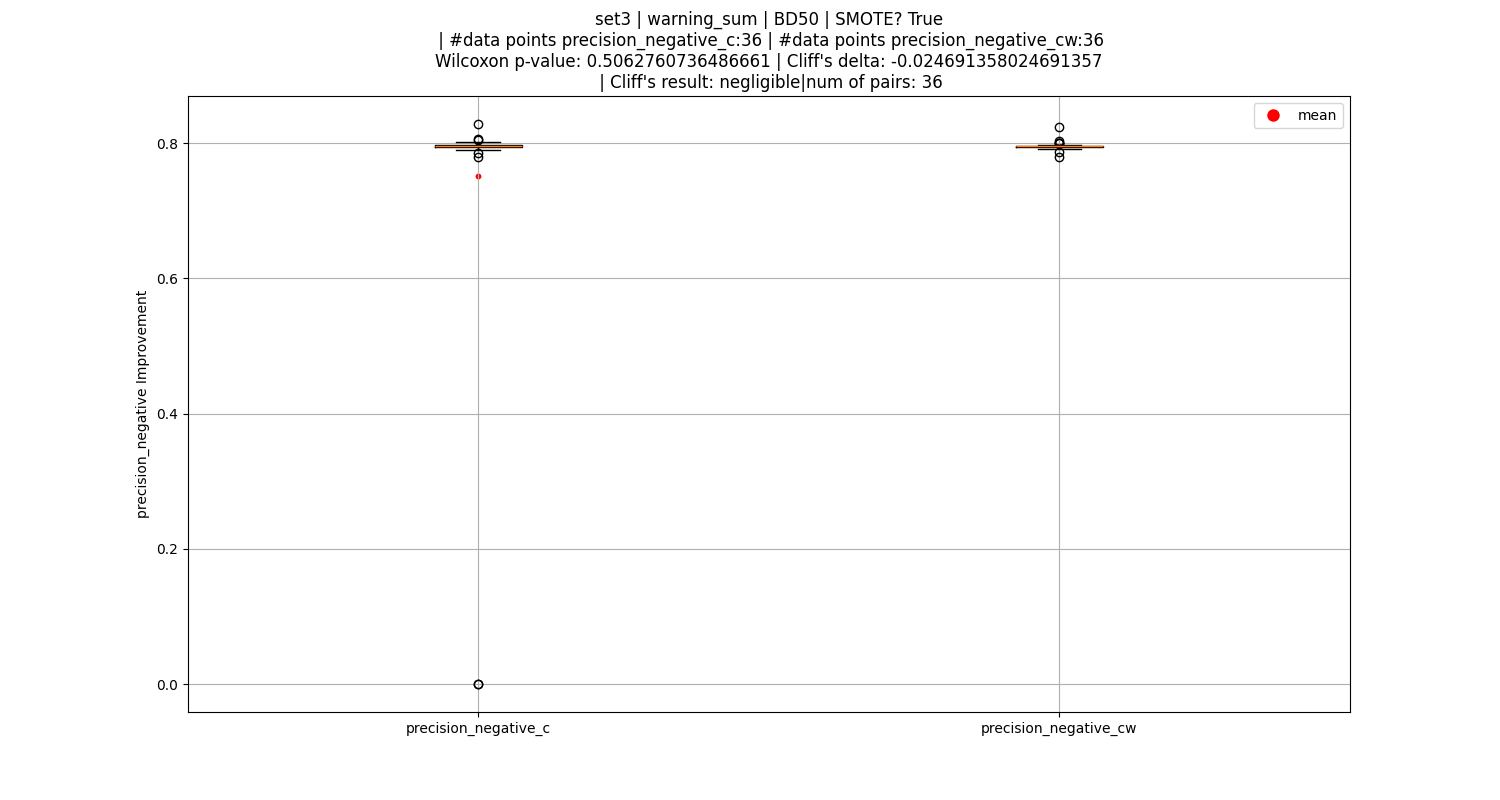 set3 | warning_sum | BD50 | SMOTE? True
| #data points precision_negative_c:36 | #data points precision_negative_cw:36
Wilcoxon p-value: 0.5062760736486661 | Cliff's delta: -0.024691358024691357
| Cliff's result: negligible|num of pairs: 36
mean
0.8
0.6
0.4
0.2
0.0
precision_negative Improvement
precision_negative_c
precision_negative_cw